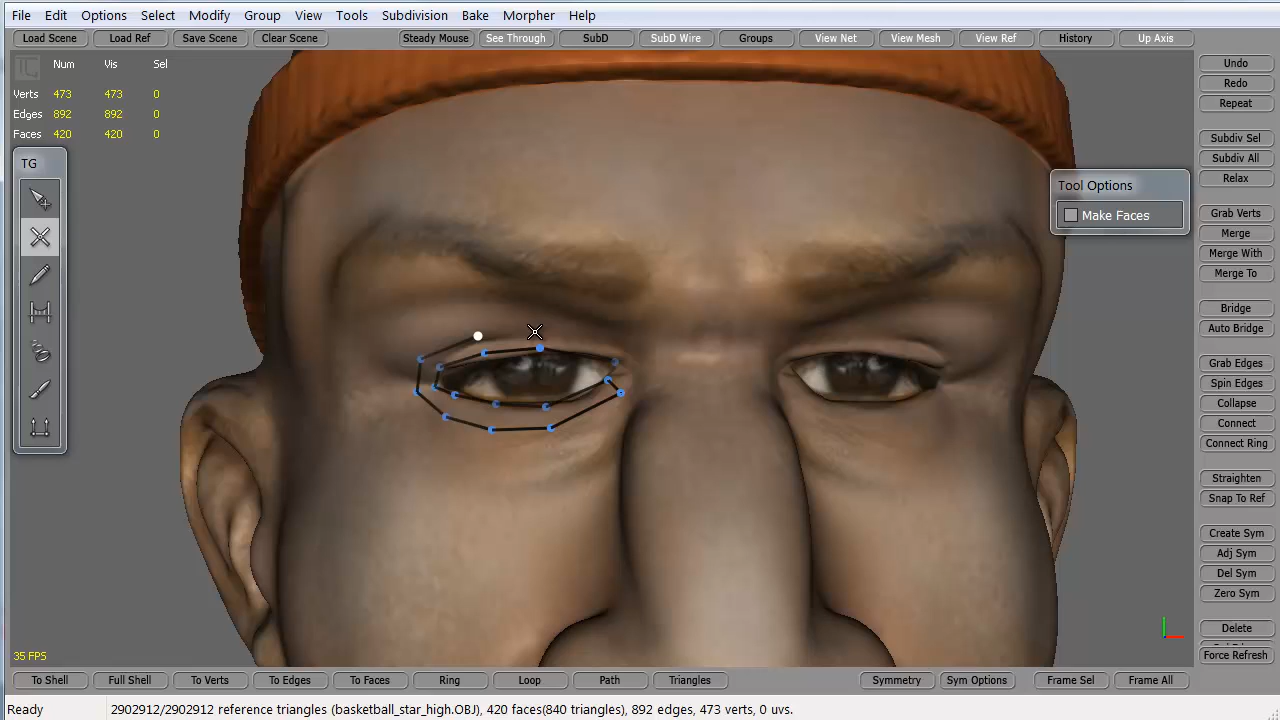 File Edit Options Select Modify Group View Tools Subdivision Bake Morpher Help
Load Scene Load Ref Save Scene Clear Scene Steady Mouse See Through SubD SubD Wire Groups View Net View Mesh View Ref History Up Axis
Num Vis Sel
Verts 473 473 0
Edges 892 892 0
Faces 420 420 0
TG
Tool Options
Make Faces
Undo
Redo
Repeat
Subdiv Sel
Subdiv All
Relax
Grab Verts
Merge
Merge With
Merge To
Bridge
Auto Bridge
Grab Edges
Spin Edges
Collapse
Connect
Connect Ring
Straighten
Snap To Ref
Create Sym
Adj Sym
Del Sym
Zero Sym
Delete
Force Refresh
35 FPS
To Shell Full Shell To Verts To Edges To Faces Ring Loop Path Triangles Symmetry Sym Options Frame Sel Frame All
Ready 2902912/2902912 reference triangles (basketball_star_high.OBJ), 420 faces(840 triangles), 892 edges, 473 verts, 0 uvs.